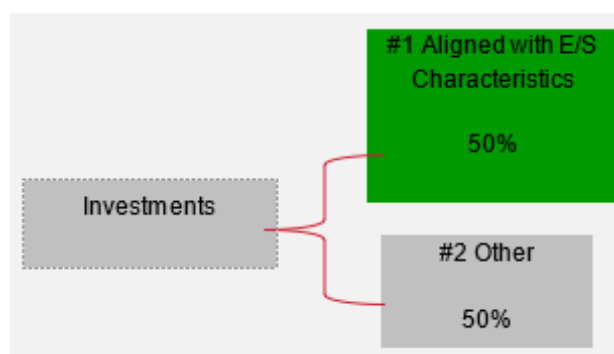 #1 Aligned with E/S
Characteristics
50%
Investments
#2 Other
50%